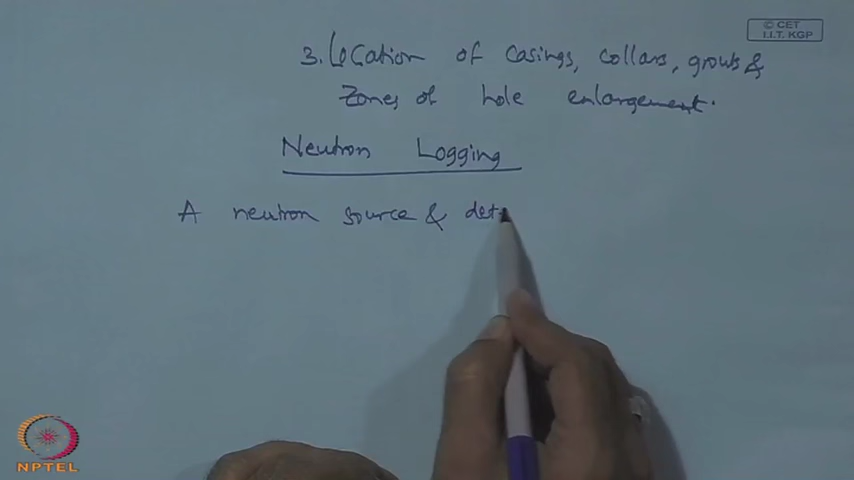 © CET
I.I.T. KGP
3. Location of casings, collars, grouts &
Zones of hole enlargement.
Neutron Logging
A neutron source & det
NPTEL